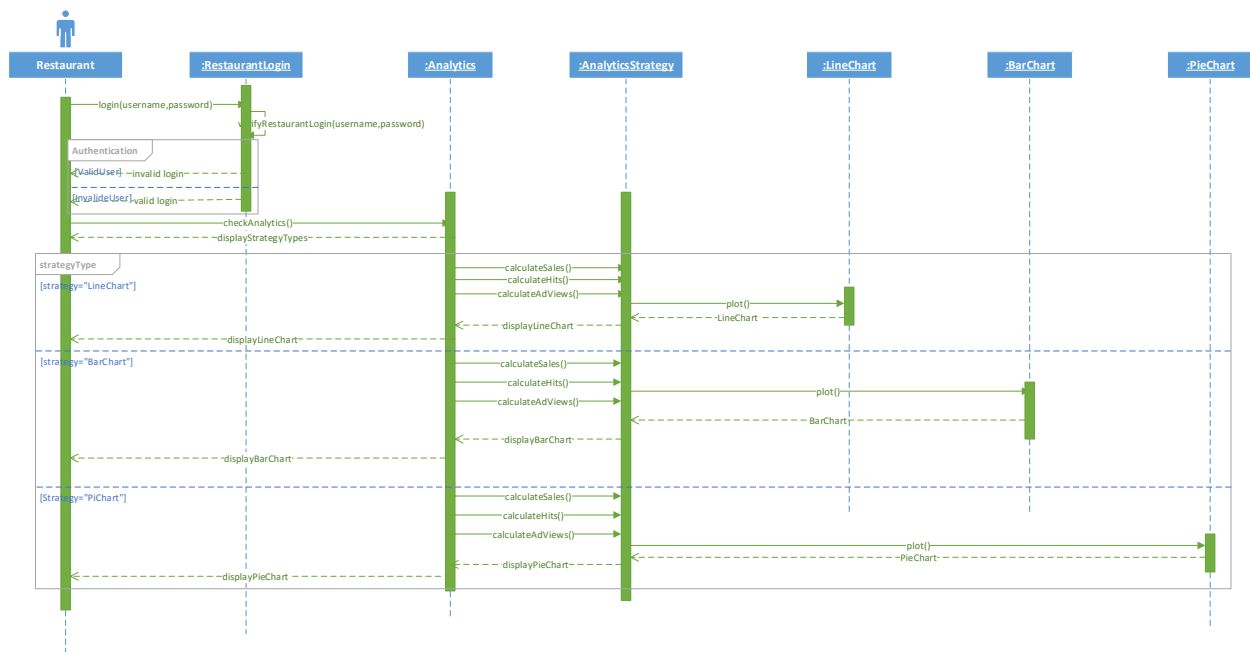 Restaurant
:RestaurantLogin
:Analytics
:AnalyticsStrategy
:LineChart
:BarChart
:PieChart
login(username,password)
verifyRestaurantLogin(username,password)
Authentication
[ValidUser]
invalid login
[InvalideUser]
valid login
checkAnalytics()
displayStrategyTypes
strategyType
[strategy="LineChart"]
calculateSales()
calculateHits()
calculateAdViews()
plot()
LineChart
displayLineChart
displayLineChart
[strategy="BarChart"]
calculateSales()
calculateHits()
calculateAdViews()
plot()
BarChart
displayBarChart
displayBarChart
[Strategy="PiChart"]
calculateSales()
calculateHits()
calculateAdViews()
plot()
PieChart
displayPieChart
displayPieChart